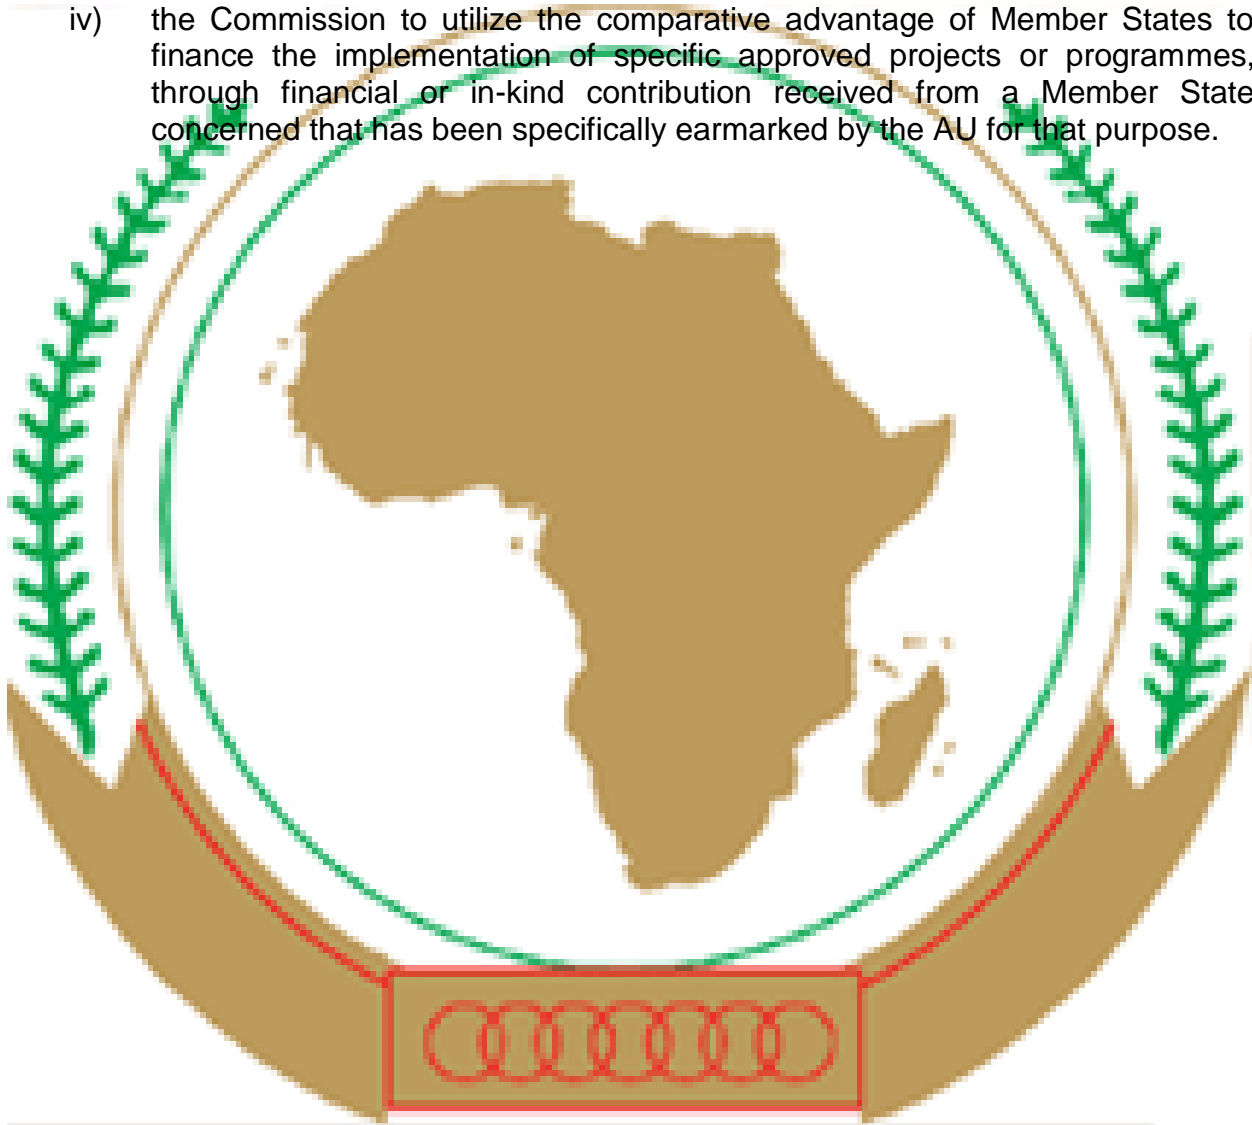 iv) the Commission to utilize the comparative advantage of Member States to
finance the implementation of specific approved projects or programmes,
through financial or in-kind contribution received from a Member State
concerned that has been specifically earmarked by the AU for that purpose.